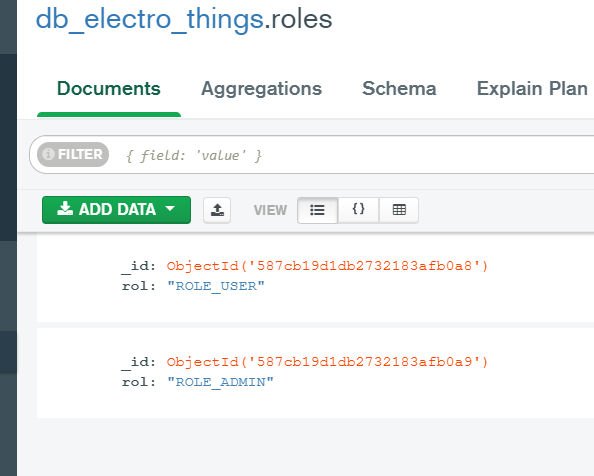 db_electro_things.roles
Documents Aggregations Schema Explain Plan
FILTER { field: 'value' }
ADD DATA VIEW { }
_id: ObjectId('587cb19d1db2732183afb0a8')
rol: "ROLE_USER"
_id: ObjectId('587cb19d1db2732183afb0a9')
rol: "ROLE_ADMIN"